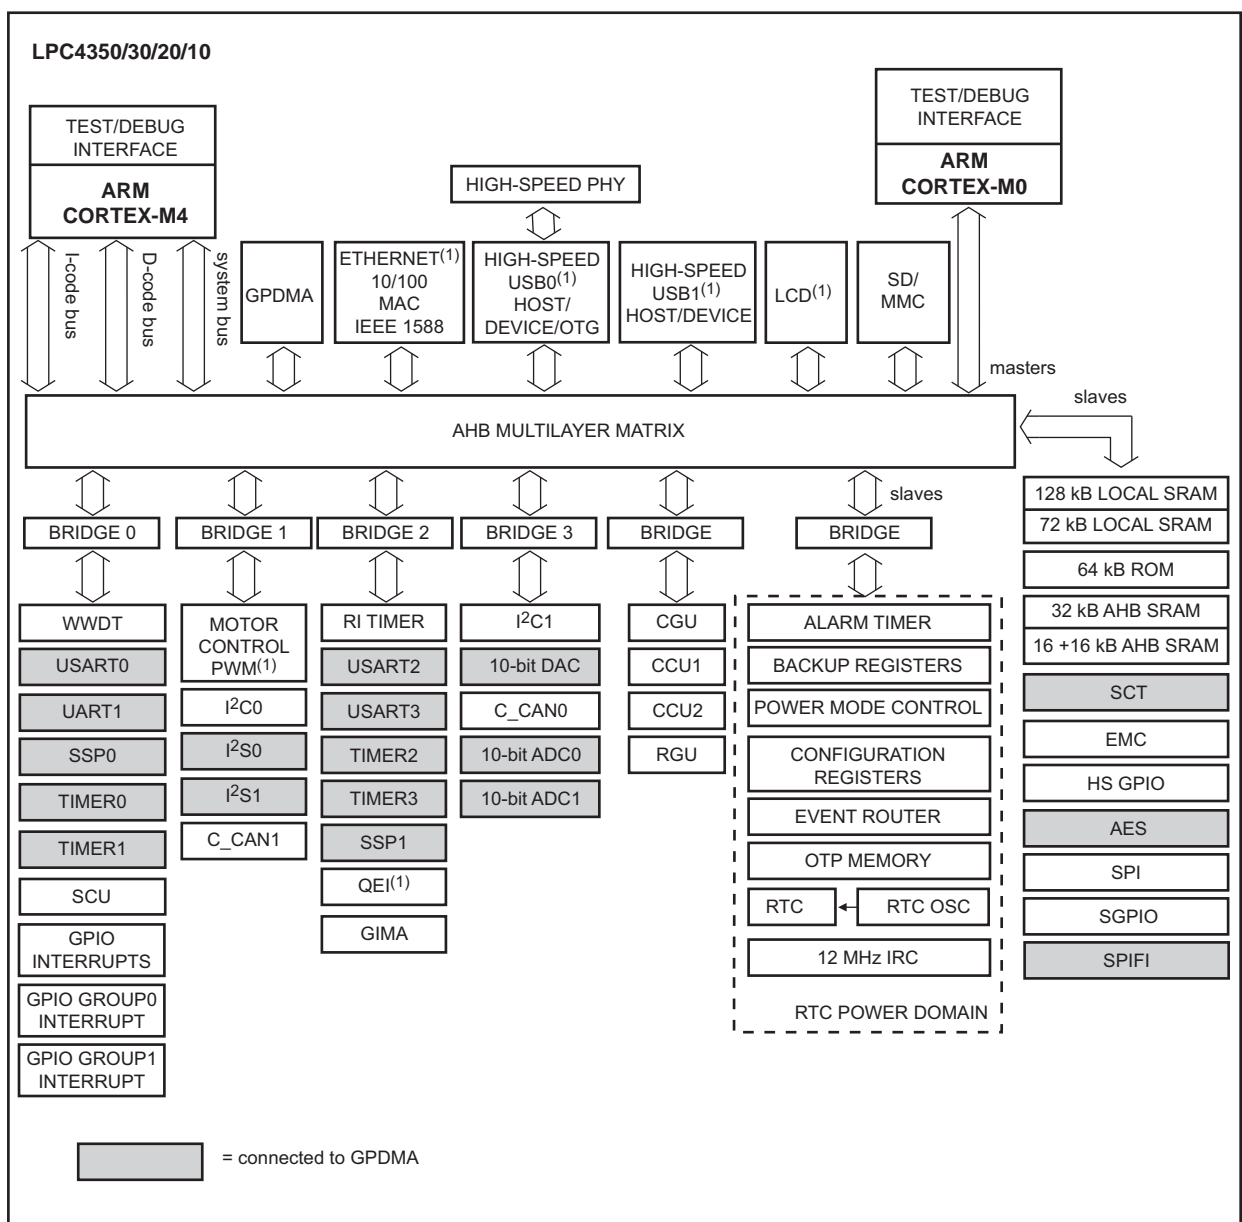 LPC4350/30/20/10
TEST/DEBUG
INTERFACE
ARM
CORTEX-M4
TEST/DEBUG
INTERFACE
ARM
CORTEX-M0
HIGH-SPEED PHY
I-code bus
D-code bus
system bus
GPDMA
ETHERNET(1)
10/100
MAC
IEEE 1588
HIGH-SPEED
USB0(1)
HOST/
DEVICE/OTG
HIGH-SPEED
USB1(1)
HOST/DEVICE
LCD(1)
SD/
MMC
masters
slaves
AHB MULTILAYER MATRIX
slaves
BRIDGE 0
BRIDGE 1
BRIDGE 2
BRIDGE 3
BRIDGE
BRIDGE
WWDT
USART0
UART1
SSP0
TIMER0
TIMER1
SCU
GPIO
INTERRUPTS
GPIO GROUP0
INTERRUPT
GPIO GROUP1
INTERRUPT
MOTOR
CONTROL
PWM(1)
I2C0
I2S0
I2S1
C_CAN1
RI TIMER
USART2
USART3
TIMER2
TIMER3
SSP1
QEI(1)
GIMA
I2C1
10-bit DAC
C_CAN0
10-bit ADC0
10-bit ADC1
CGU
CCU1
CCU2
RGU
ALARM TIMER
BACKUP REGISTERS
POWER MODE CONTROL
CONFIGURATION
REGISTERS
EVENT ROUTER
OTP MEMORY
RTC
RTC OSC
12 MHz IRC
RTC POWER DOMAIN
128 kB LOCAL SRAM
72 kB LOCAL SRAM
64 kB ROM
32 kB AHB SRAM
16 +16 kB AHB SRAM
SCT
EMC
HS GPIO
AES
SPI
SGPIO
SPIFI
= connected to GPDMA